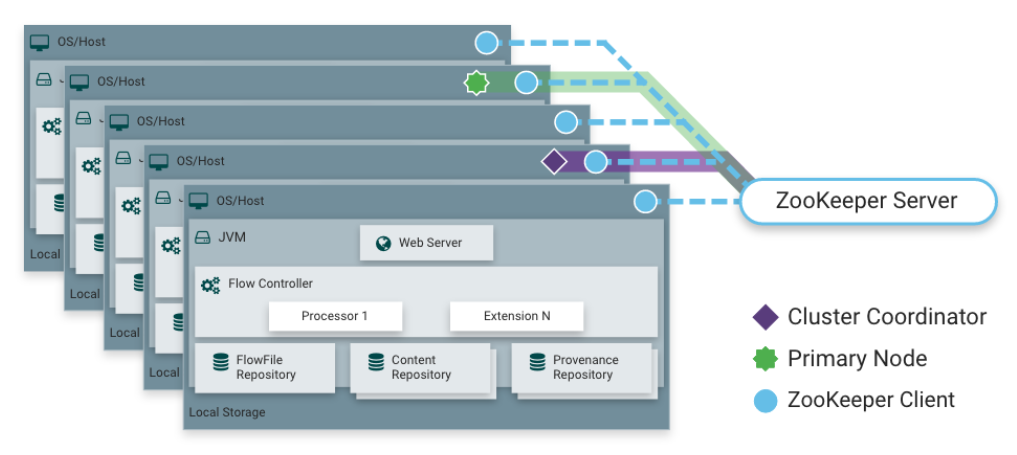 OS/Host
OS/Host
OS/Host
OS/Host
OS/Host
JVM
Web Server
Flow Controller
Processor 1
Extension N
FlowFile
Repository
Content
Repository
Provenance
Repository
Local Storage
Local
Local
Local
Local
ZooKeeper Server
Cluster Coordinator
Primary Node
ZooKeeper Client